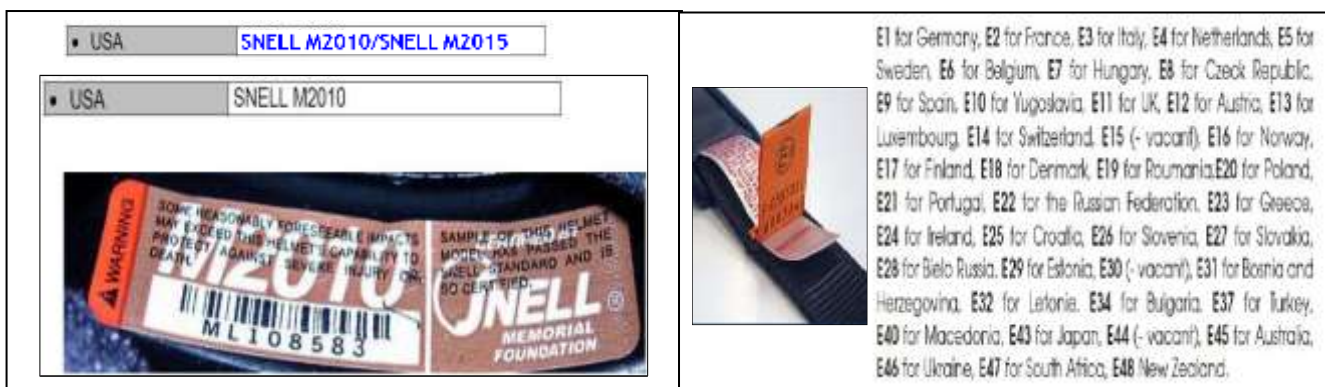 • USA SNELL M2010/SNELL M2015
• USA SNELL M2010
WARNING
SOME REASONABLY FORESEEABLE IMPACTS
MAY EXCEED THIS HELMET'S CAPABILITY TO
PROTECT AGAINST SEVERE INJURY OR
DEATH.
M2010
ML108583
SAMPLE OF THIS HELMET
MODEL HAS PASSED THE
SNELL STANDARD AND IS
SO CERTIFIED.
SNELL
®
MEMORIAL
FOUNDATION
E1 for Germany, E2 for France, E3 for Italy, E4 for Netherlands, E5 for
Sweden, E6 for Belgium, E7 for Hungary, E8 for Czeck Republic,
E9 for Spain, E10 for Yugoslavia, E11 for UK, E12 for Austria, E13 for
Luxembourg, E14 for Switzerland, E15 (- vacant), E16 for Norway,
E17 for Finland, E18 for Denmark, E19 for Roumania,E20 for Poland,
E21 for Portugal, E22 for the Russian Federation, E23 for Greece,
E24 for Ireland, E25 for Croatia, E26 for Slovenia, E27 for Slovakia,
E28 for Bielo Russia, E29 for Estonia, E30 (- vacant), E31 for Bosnia and
Herzegovina, E32 for Letonie, E34 for Bulgaria, E37 for Turkey,
E40 for Macedonia, E43 for Japan, E44 (- vacant), E45 for Australia,
E46 for Ukraine, E47 for South Africa, E48 New Zealand.